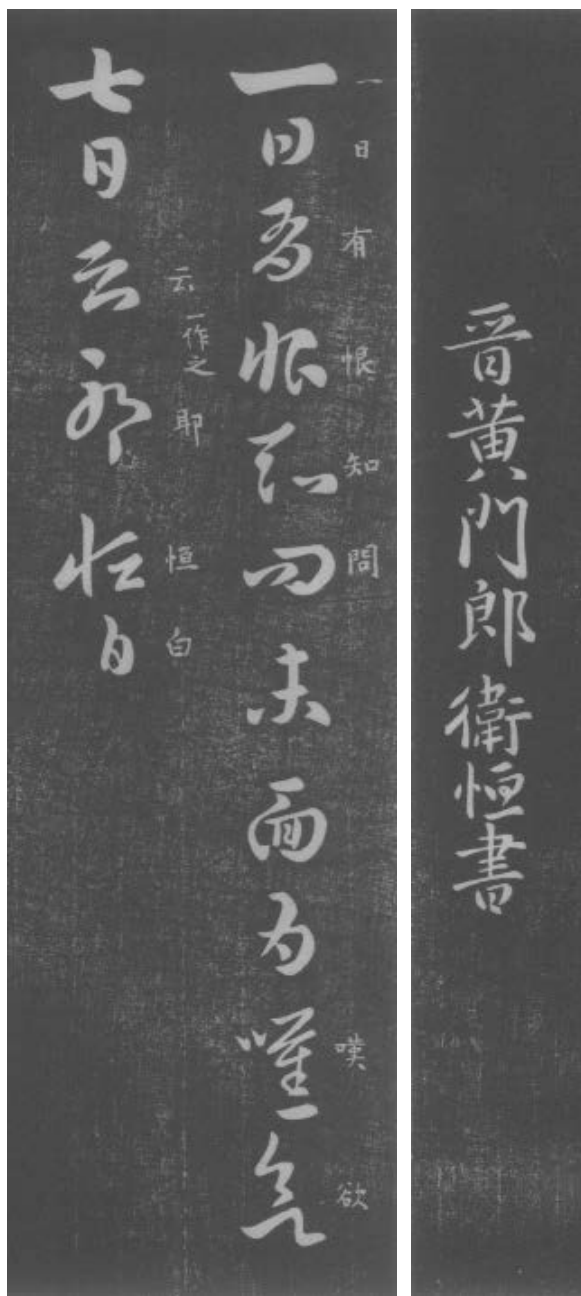 晉黃門郎衛恒書
一日有恨知問嘆欲
一日有恨知問未面為嘆欲
云一作之耶恒白
七日云耶恒白